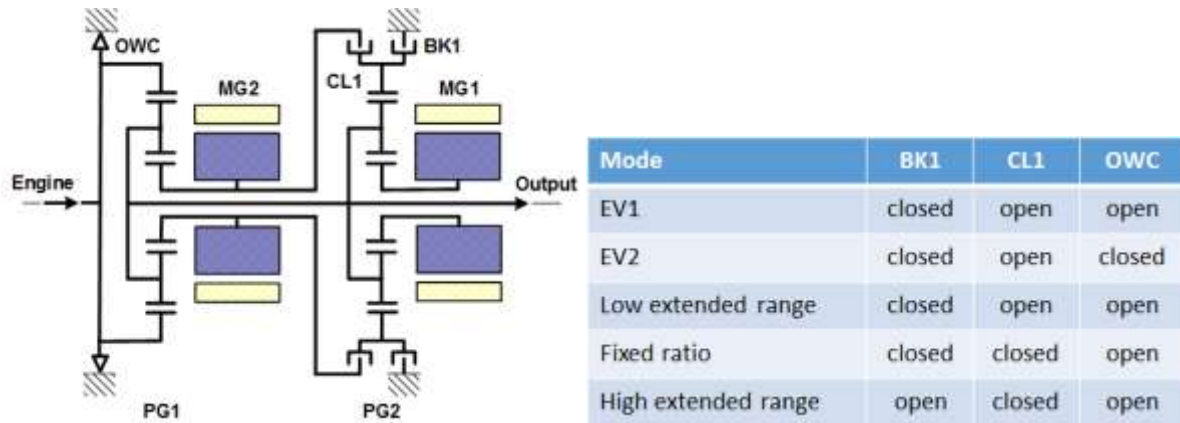 OWC
BK1
CL1
MG2
MG1
Engine
Output
PG1
PG2
Mode BK1 CL1 OWC
EV1 closed open open
EV2 closed open closed
Low extended range closed open open
Fixed ratio closed closed open
High extended range open closed open